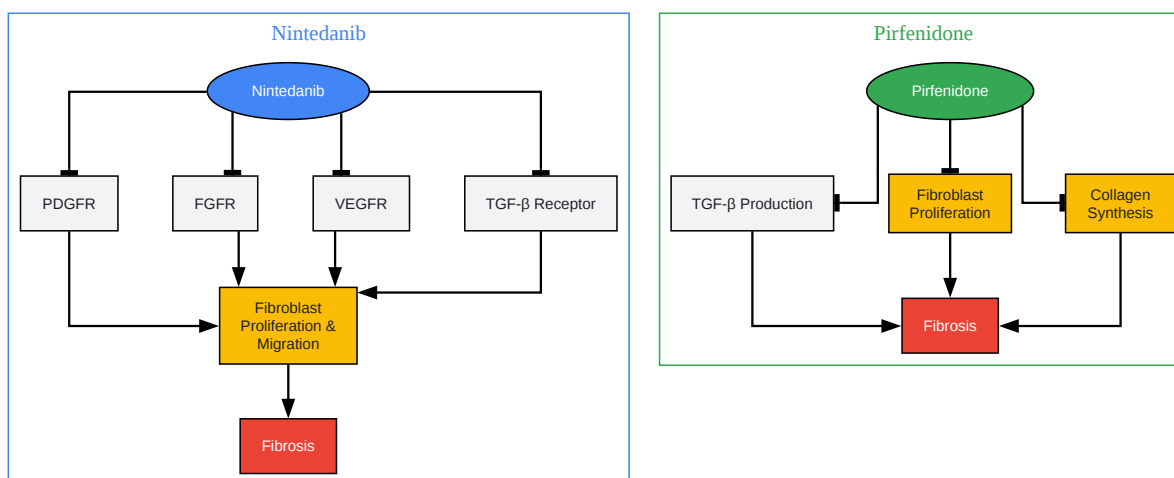 Nintedanib
Nintedanib
PDGFR
FGFR
VEGFR
TGF-β Receptor
Fibroblast
Proliferation &
Migration
Fibrosis
Pirfenidone
Pirfenidone
TGF-β Production
Fibroblast
Proliferation
Collagen
Synthesis
Fibrosis